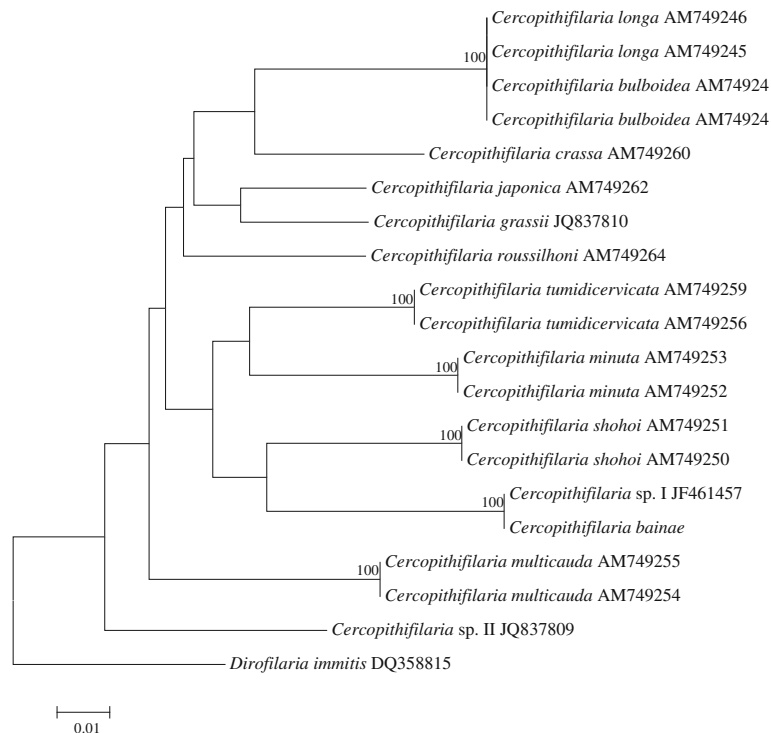 Cercopithifilaria longa AM749246
100
Cercopithifilaria longa AM749245
Cercopithifilaria bulboidea AM74924
Cercopithifilaria bulboidea AM74924
Cercopithifilaria crassa AM749260
Cercopithifilaria japonica AM749262
Cercopithifilaria grassii JQ837810
Cercopithifilaria roussilhoni AM749264
100
Cercopithifilaria tumidicervicata AM749259
Cercopithifilaria tumidicervicata AM749256
100
Cercopithifilaria minuta AM749253
Cercopithifilaria minuta AM749252
100
Cercopithifilaria shohoi AM749251
Cercopithifilaria shohoi AM749250
100
Cercopithifilaria sp. I JF461457
Cercopithifilaria bainae
100
Cercopithifilaria multicauda AM749255
Cercopithifilaria multicauda AM749254
Cercopithifilaria sp. II JQ837809
Dirofilaria immitis DQ358815
0.01